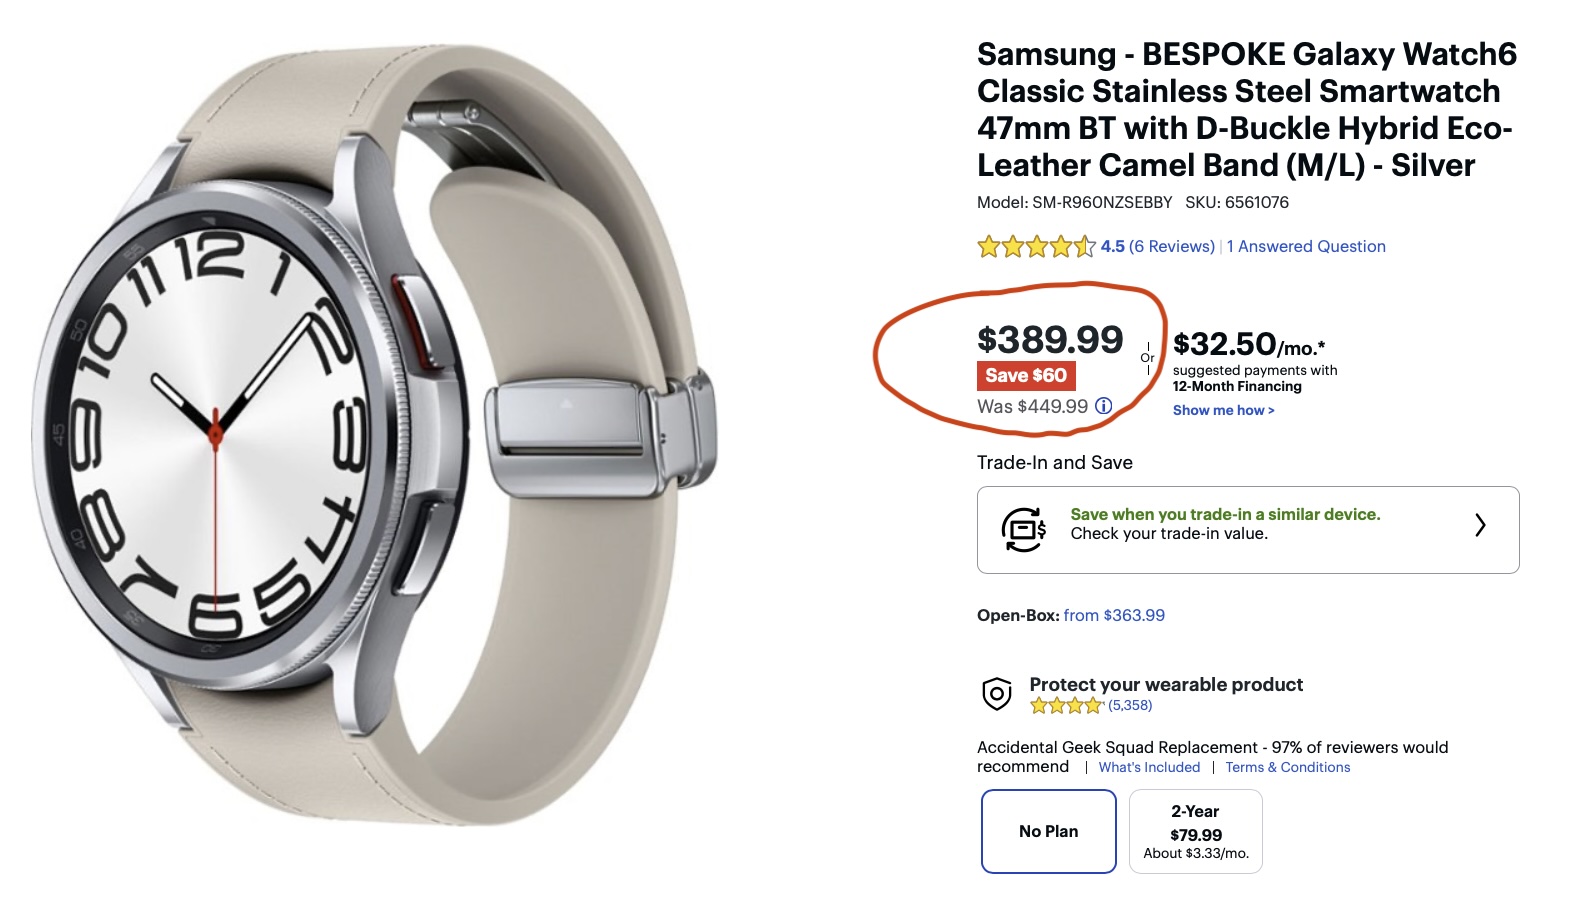 55
12
1
11
2
50
10
45
9
3
8
4
40
7
5
35
6
30
Samsung - BESPOKE Galaxy Watch6
Classic Stainless Steel Smartwatch
47mm BT with D-Buckle Hybrid Eco-
Leather Camel Band (M/L) - Silver
Model: SM-R960NZSEBBY SKU: 6561076
4.5 (6 Reviews) | 1 Answered Question
$389.99
Save $60
Was $449.99
Or
$32.50/mo.*
suggested payments with
12-Month Financing
Show me how >
Trade-In and Save
$
Save when you trade-in a similar device.
Check your trade-in value.
Open-Box: from $363.99
Protect your wearable product
(5,358)
Accidental Geek Squad Replacement - 97% of reviewers would
recommend | What's Included | Terms & Conditions
No Plan
2-Year
$79.99
About $3.33/mo.